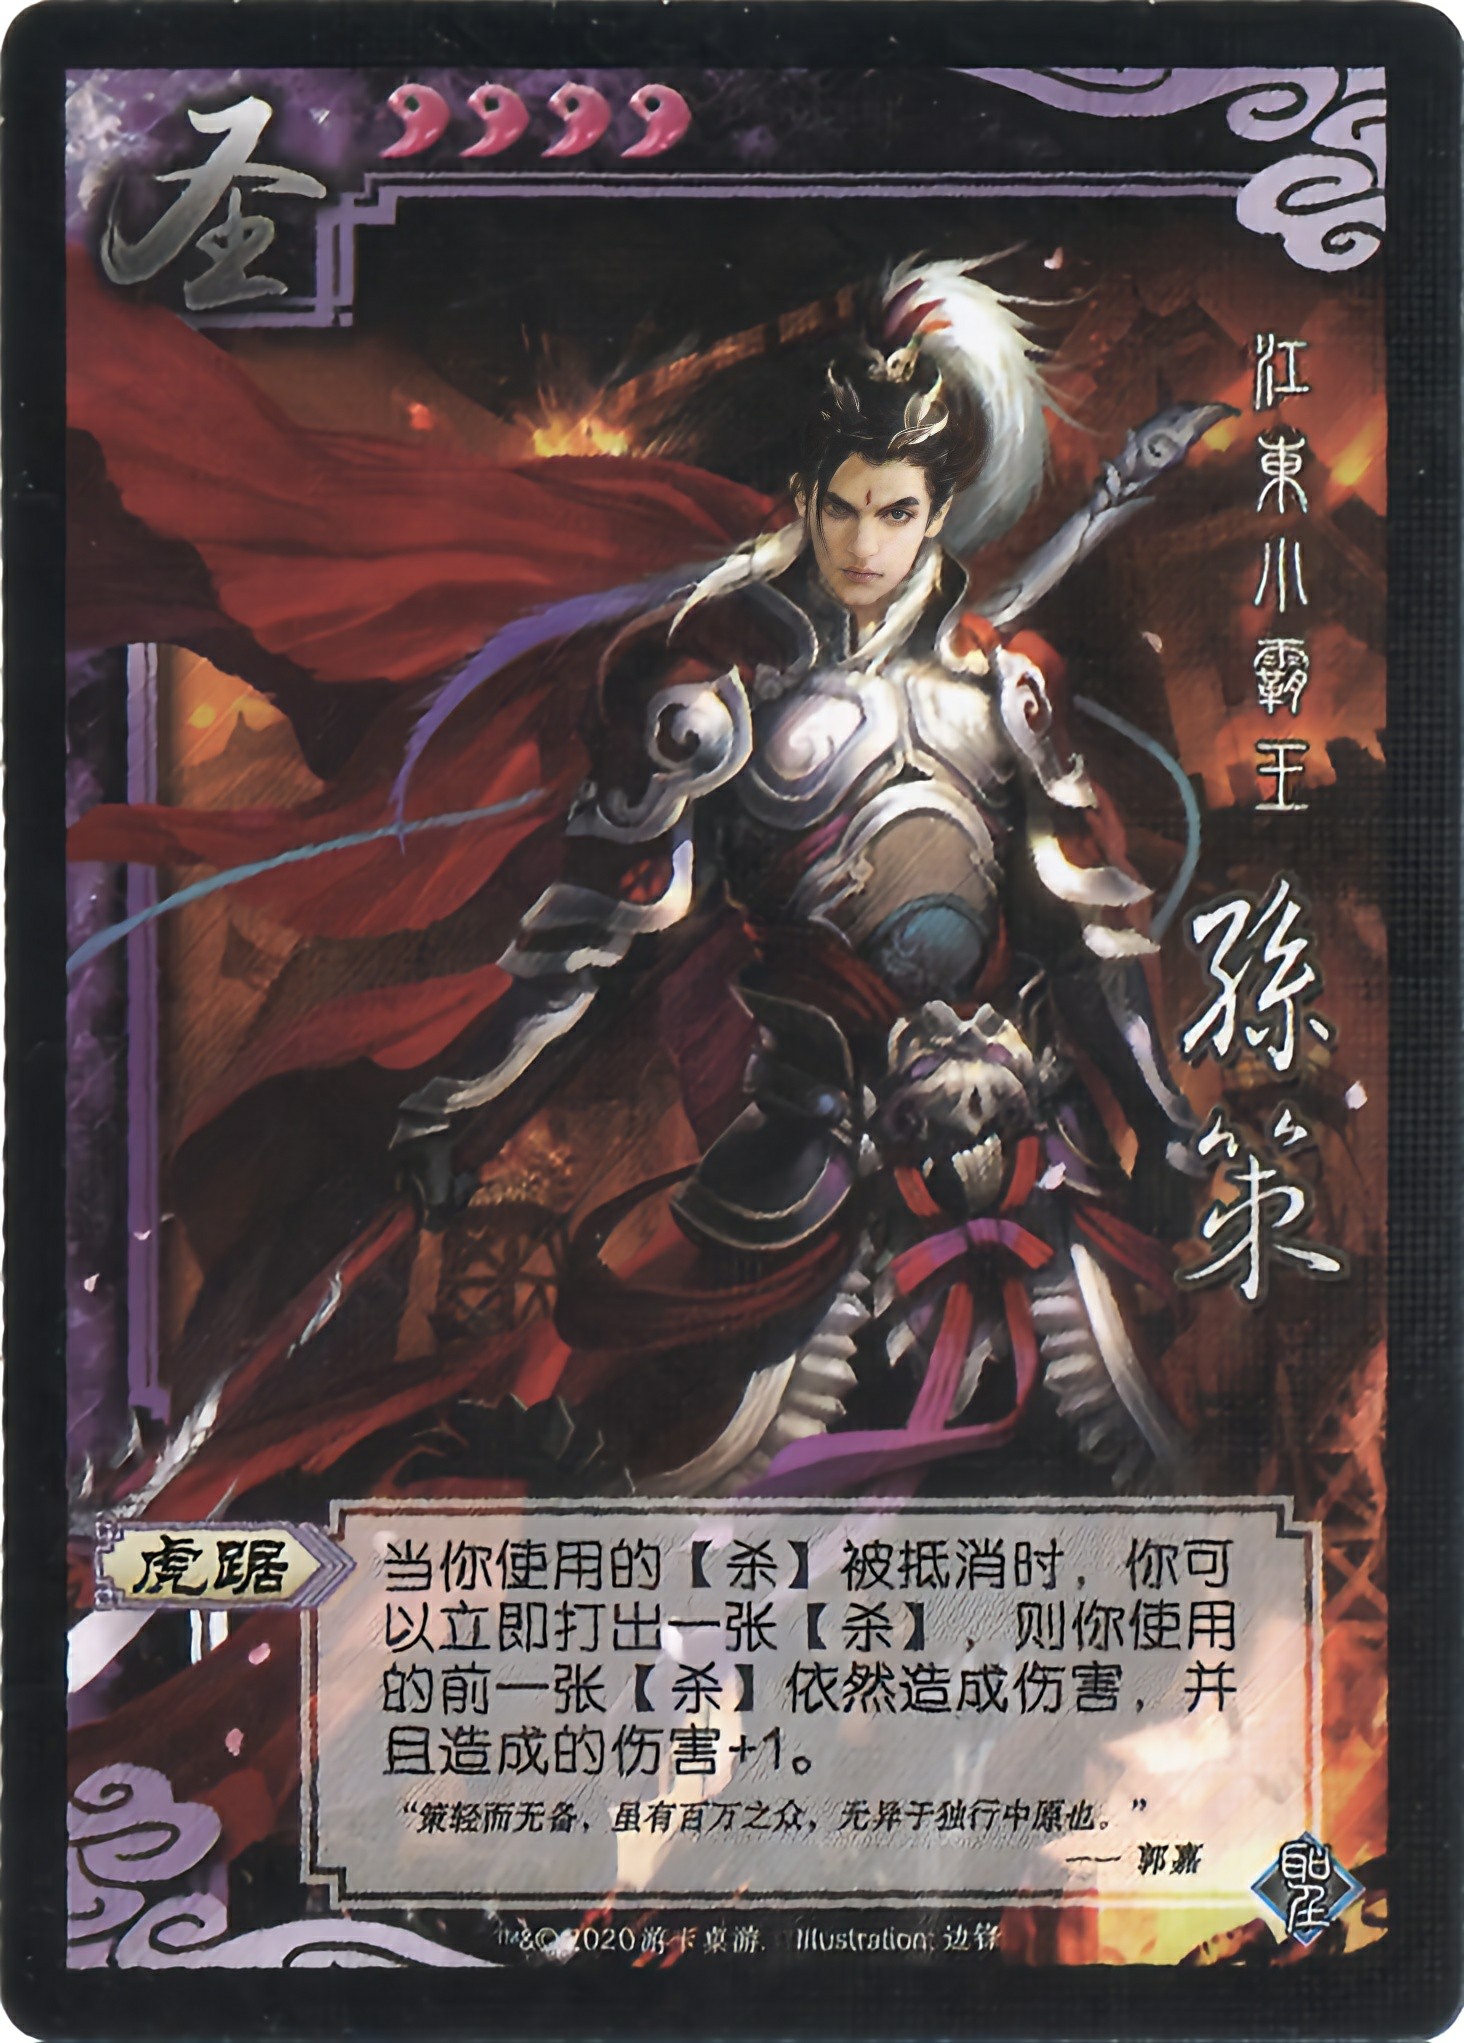 圣
江東小霸王
孫策
虎踞
当你使用的【杀】被抵消时，你可
以立即打出一张【杀】，则你使用
的前一张【杀】依然造成伤害，并
且造成的伤害+1。
“策轻而无备，虽有百万之众，无异于独行中原也。”
—— 郭嘉
聖
™&©2020游卡桌游. Illustration: 边锋